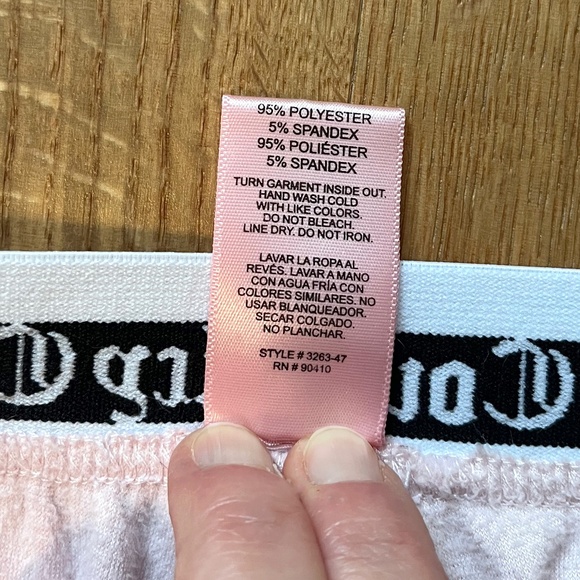 95% POLYESTER
5% SPANDEX
95% POLIÉSTER
5% SPANDEX
TURN GARMENT INSIDE OUT.
HAND WASH COLD
WITH LIKE COLORS.
DO NOT BLEACH.
LINE DRY. DO NOT IRON.
LAVAR LA ROPA AL
REVÉS. LAVAR A MANO
CON AGUA FRÍA CON
COLORES SIMILARES. NO
USAR BLANQUEADOR.
SECAR COLGADO.
NO PLANCHAR.
STYLE # 3263-47
RN # 90410